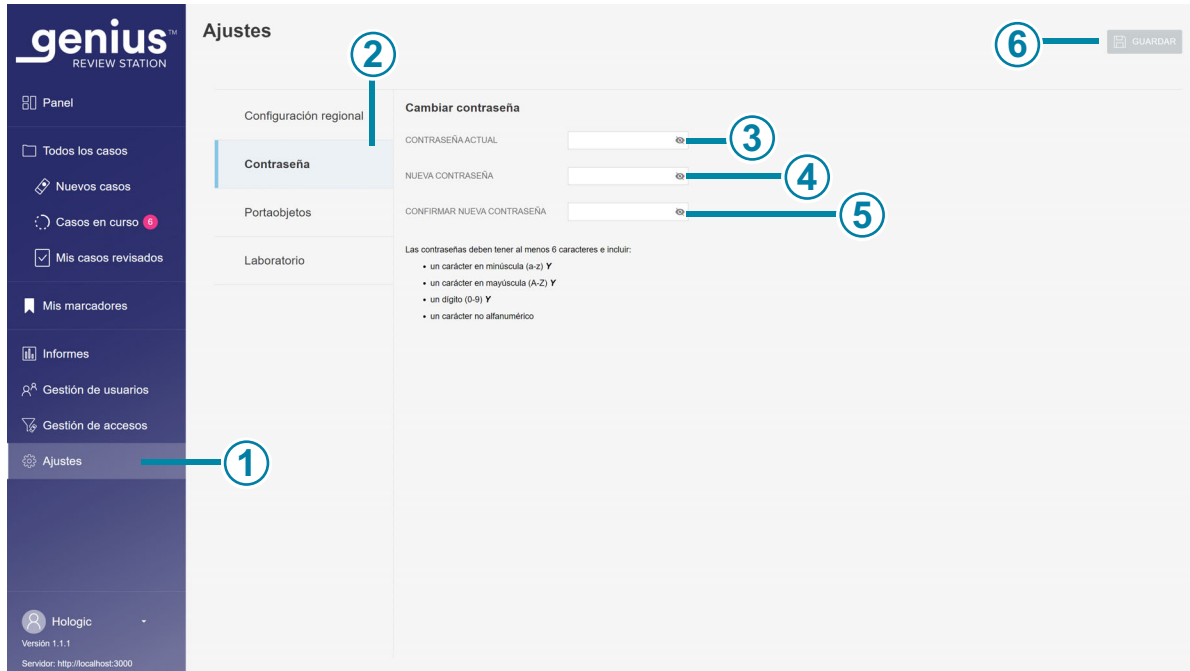 genius™
REVIEW STATION
Panel
Todos los casos
Nuevos casos
Casos en curso 6
Mis casos revisados
Mis marcadores
Informes
Gestión de usuarios
Gestión de accesos
Ajustes
1
Hologic
Versión 1.1.1
Servidor: http://localhost:3000
Ajustes
2
6
GUARDAR
Configuración regional
Contraseña
Portaobjetos
Laboratorio
Cambiar contraseña
CONTRASEÑA ACTUAL
3
NUEVA CONTRASEÑA
4
CONFIRMAR NUEVA CONTRASEÑA
5
Las contraseñas deben tener al menos 6 caracteres e incluir:
• un carácter en minúscula (a-z) Y
• un carácter en mayúscula (A-Z) Y
• un dígito (0-9) Y
• un carácter no alfanumérico